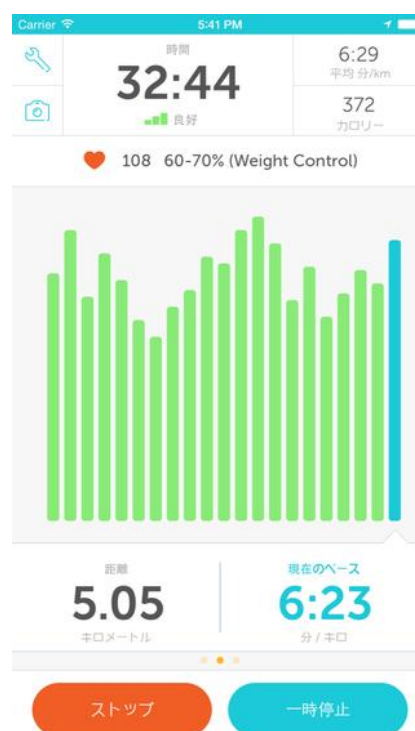 Carrier 5:41 PM
時間
32:44
良好
6:29
平均 分/km
372
カロリー
108 60-70% (Weight Control)
距離
5.05
キロメートル
現在のペース
6:23
分 / キロ
ストップ
一時停止